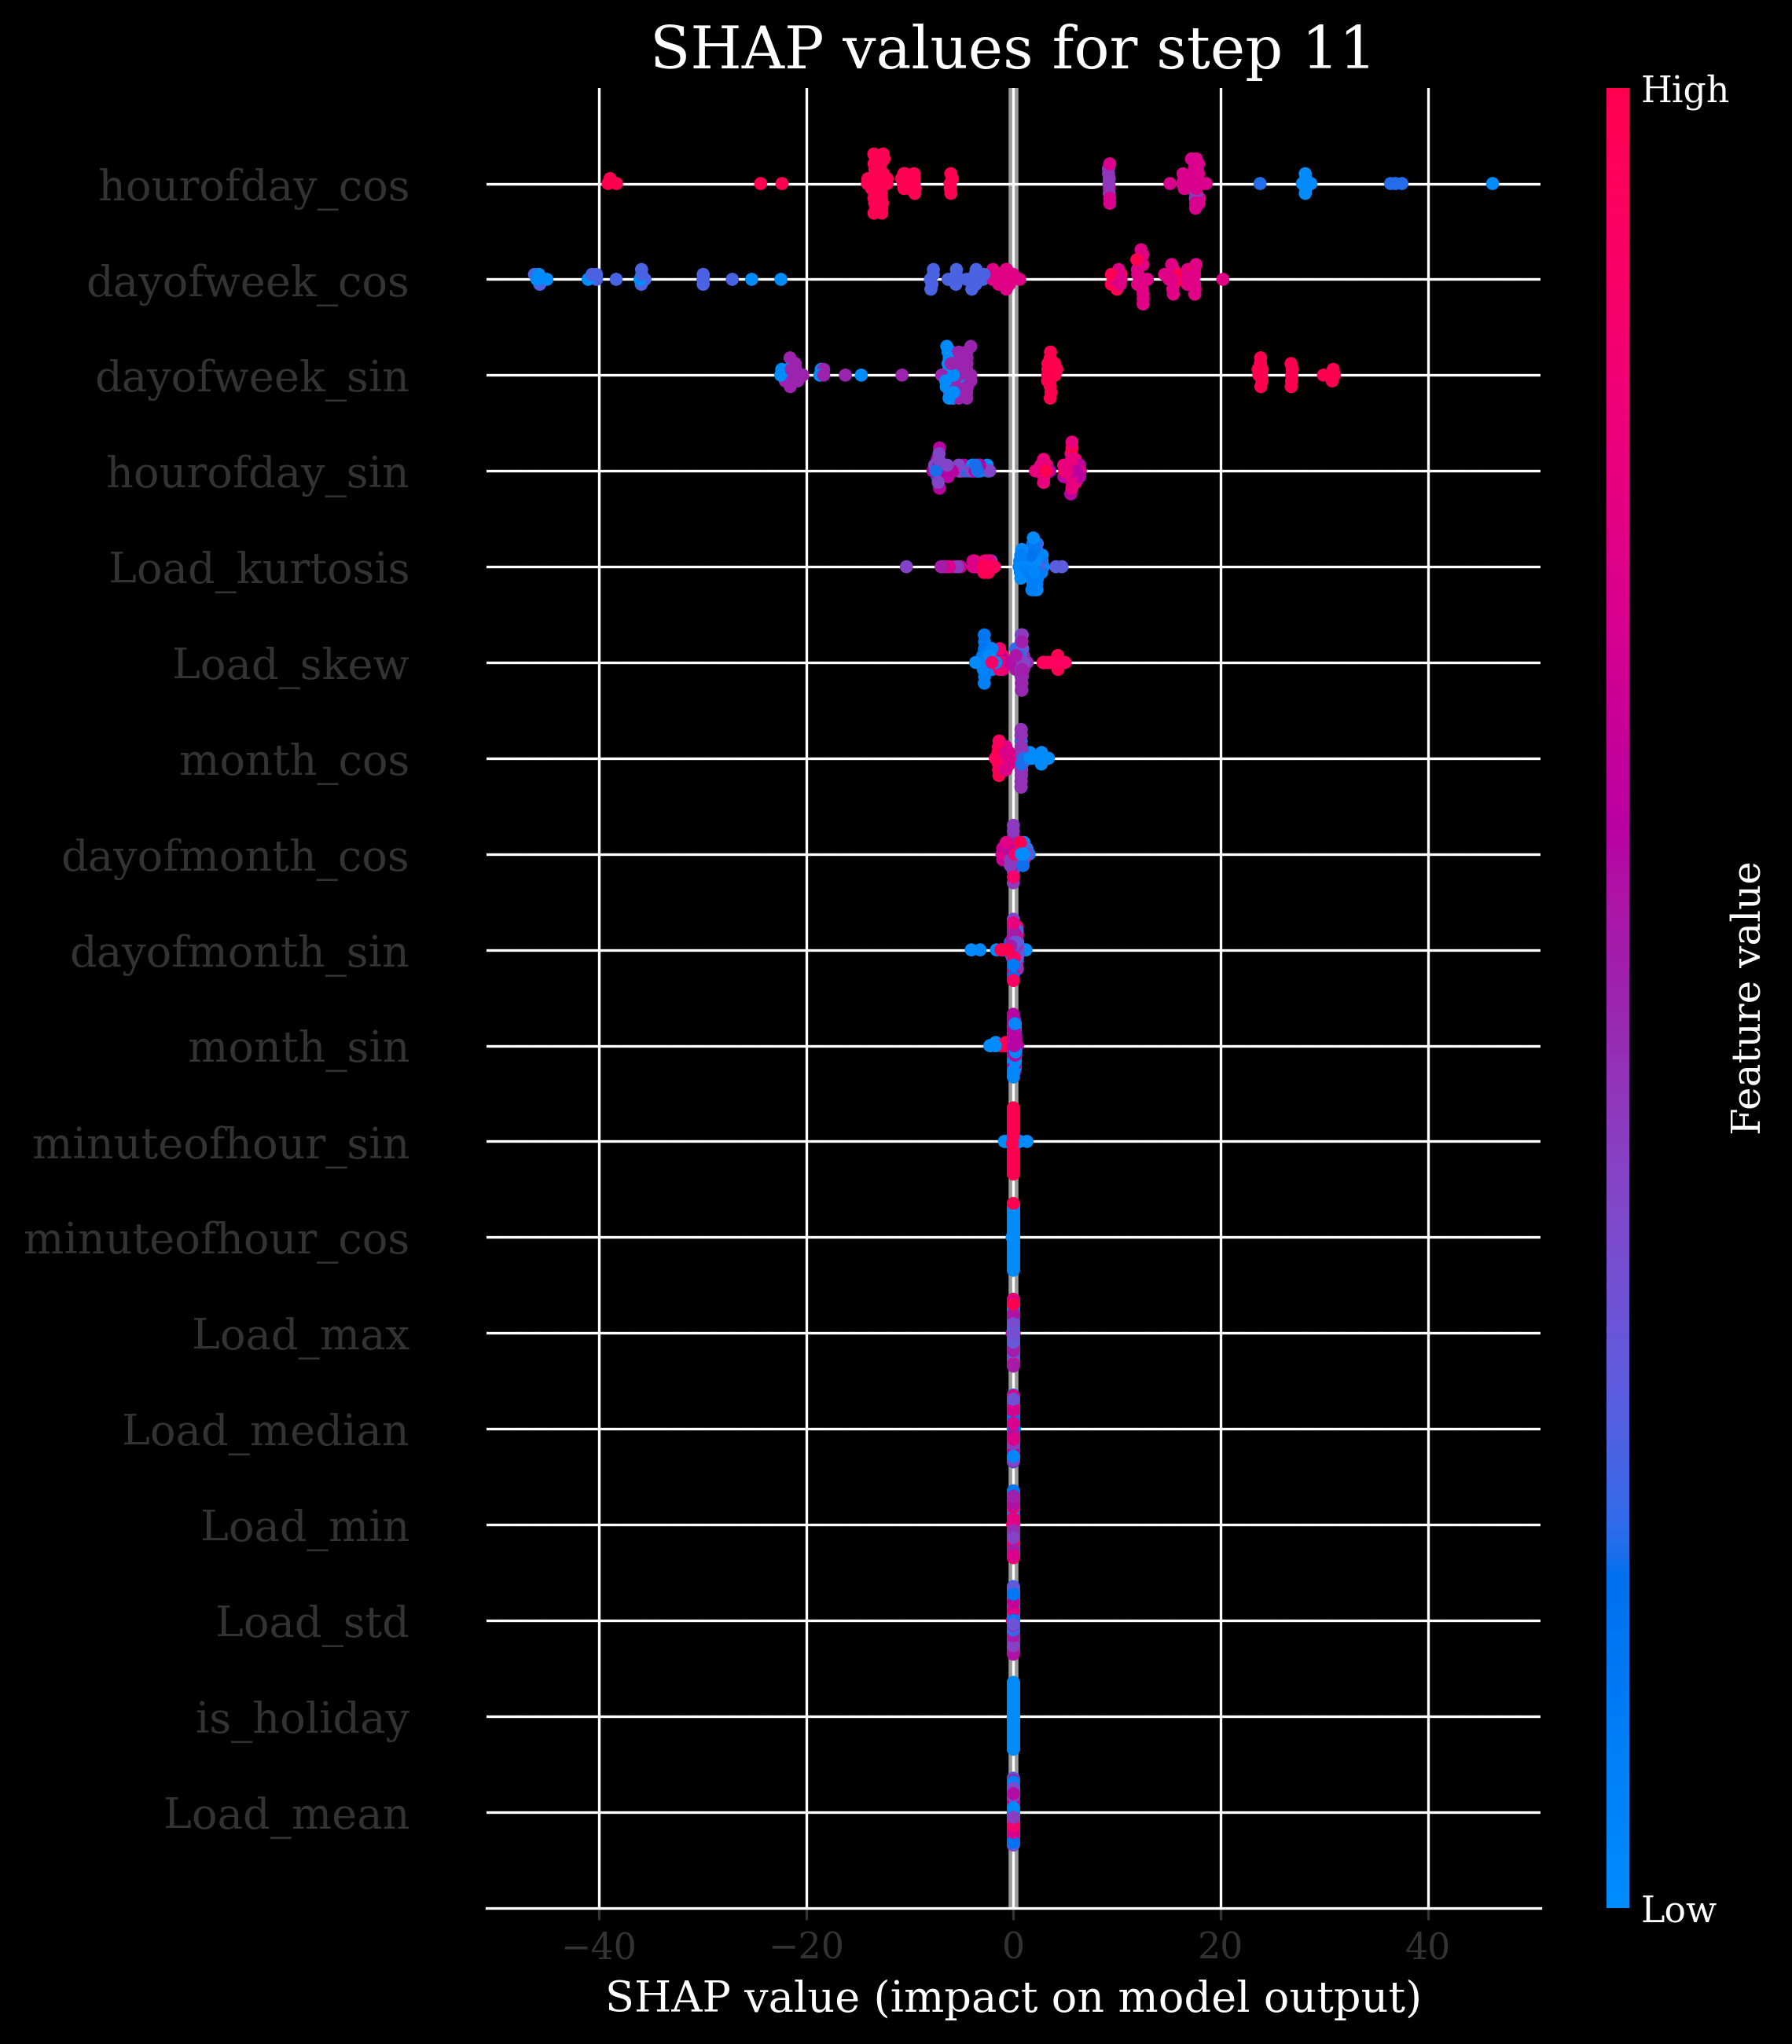 SHAP values for step 11
High
hourofday_cos
dayofweek_cos
dayofweek_sin
hourofday_sin
Load_kurtosis
Load_skew
month_cos
dayofmonth_cos
dayofmonth_sin
month_sin
minuteofhour_sin
minuteofhour_cos
Load_max
Load_median
Load_min
Load_std
is_holiday
Load_mean
Feature value
Low
−40 −20 0 20 40
SHAP value (impact on model output)